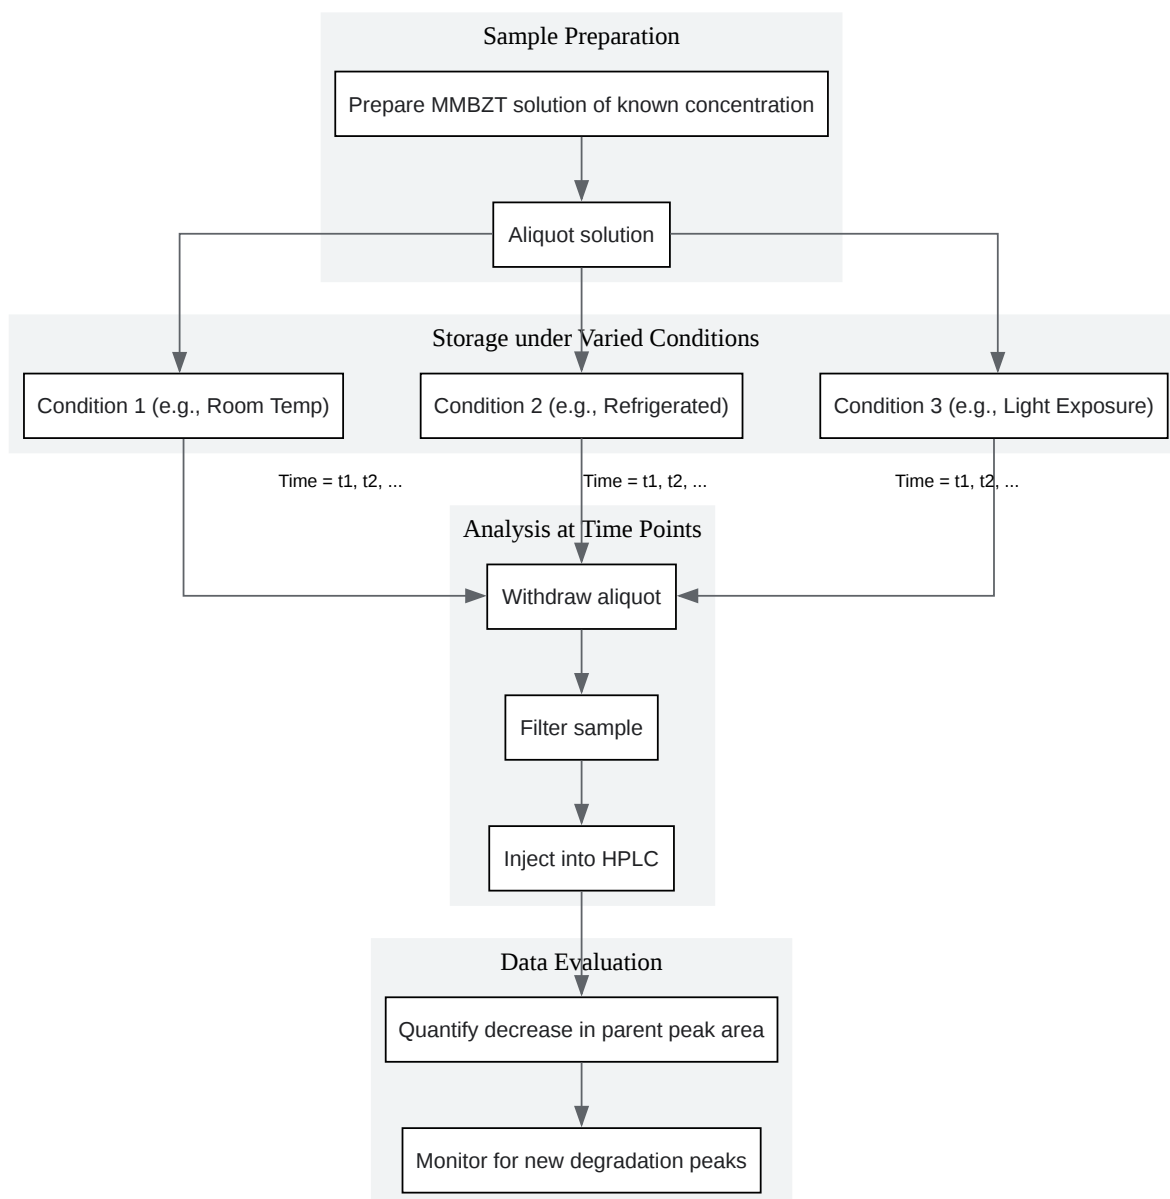 Sample Preparation
Prepare MMBZT solution of known concentration
Aliquot solution
Storage under Varied Conditions
Condition 1 (e.g., Room Temp)
Condition 2 (e.g., Refrigerated)
Condition 3 (e.g., Light Exposure)
Time = t1, t2, ...
Time = t1, t2, ...
Time = t1, t2, ...
Analysis at Time Points
Withdraw aliquot
Filter sample
Inject into HPLC
Data Evaluation
Quantify decrease in parent peak area
Monitor for new degradation peaks